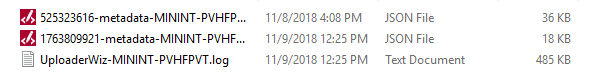 525323616-metadata-MININT-PVHFP... 11/8/2018 4:08 PM JSON File 36 KB
1763809921-metadata-MININT-PVHF... 11/9/2018 12:25 PM JSON File 18 KB
UploaderWiz-MININT-PVHFPVT.log 11/9/2018 12:25 PM Text Document 485 KB